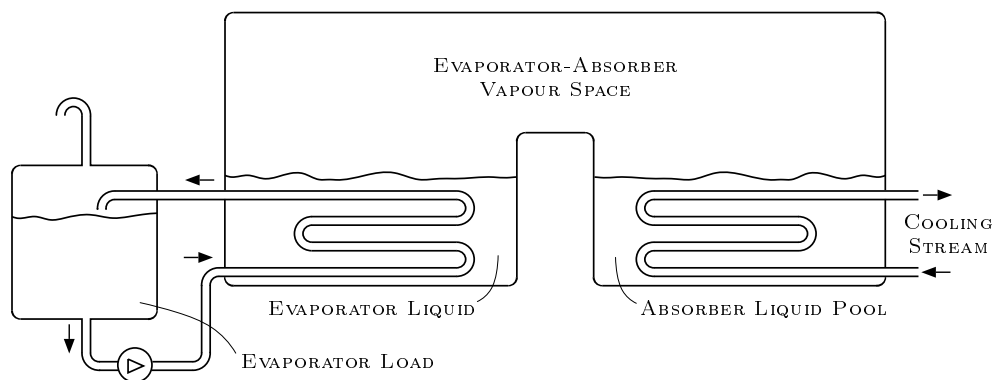 Evaporator-Absorber
Vapour Space
Cooling
Stream
Evaporator Liquid
Absorber Liquid Pool
Evaporator Load